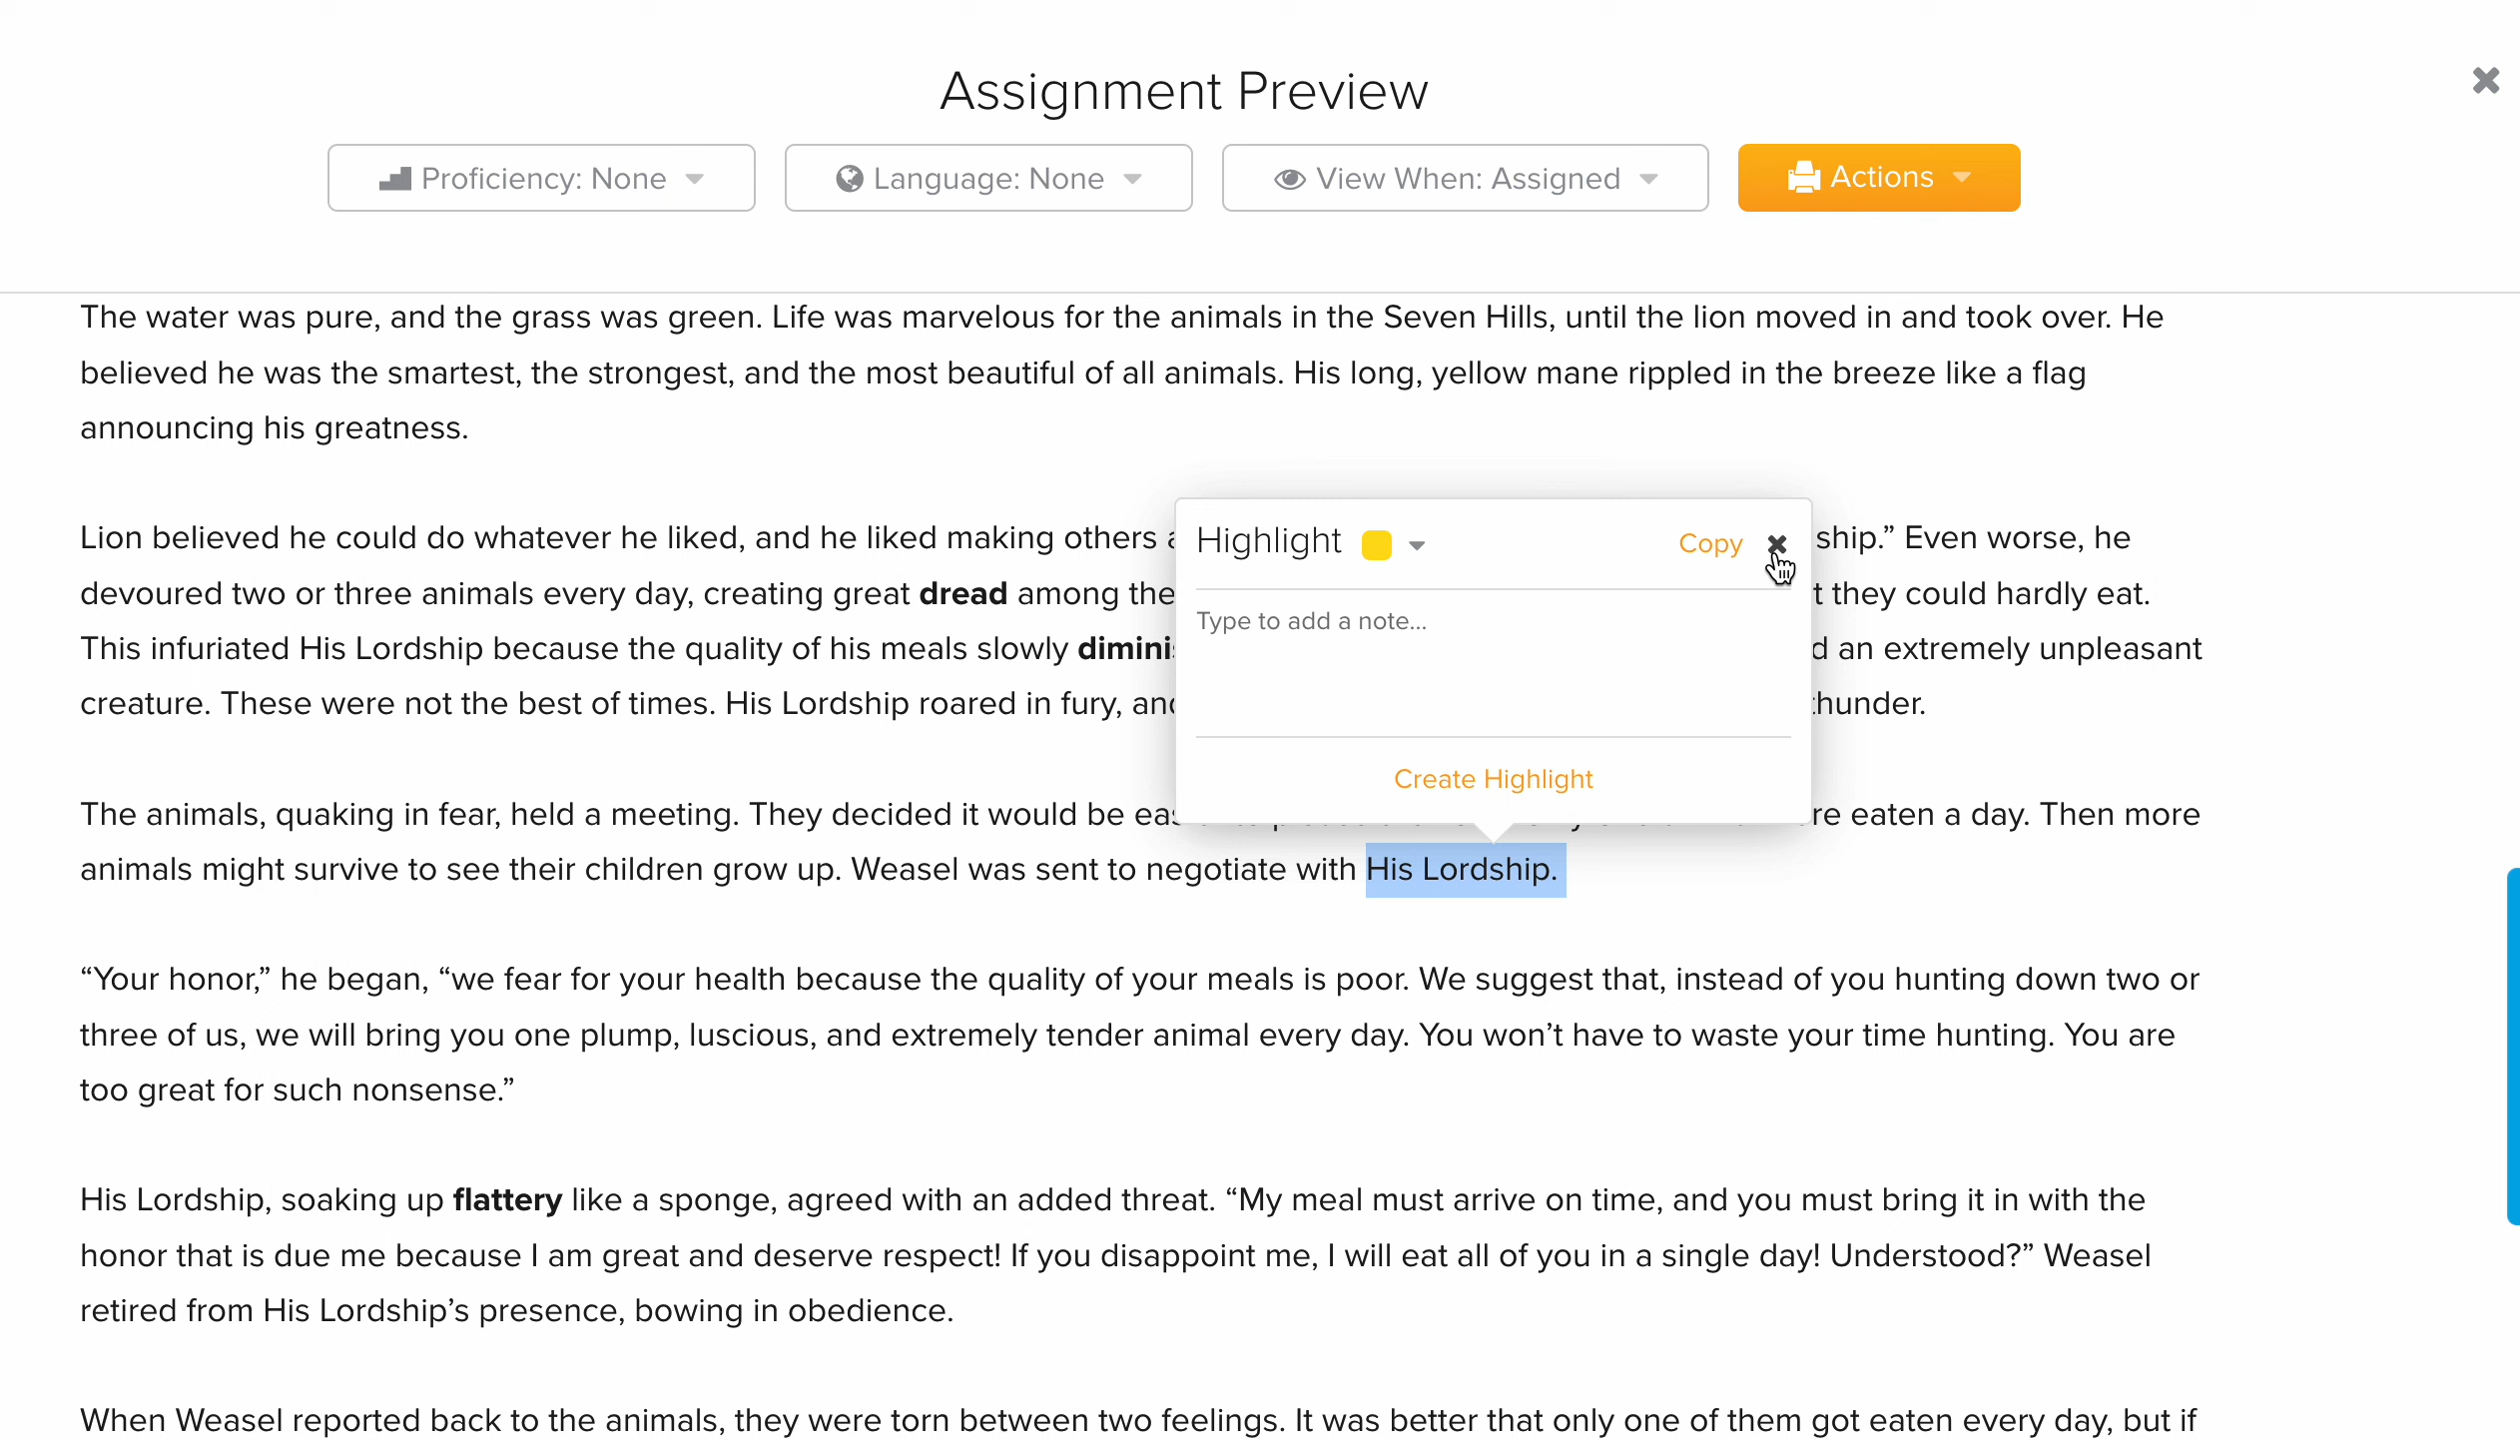 Assignment Preview
Proficiency: None
Language: None
View When: Assigned
Actions
The water was pure, and the grass was green. Life was marvelous for the animals in the Seven Hills, until the lion moved in and took over. He
believed he was the smartest, the strongest, and the most beautiful of all animals. His long, yellow mane rippled in the breeze like a flag
announcing his greatness.
Lion believed he could do whatever he liked, and he liked making others ship.” Even worse, he
devoured two or three animals every day, creating great dread among the they could hardly eat.
This infuriated His Lordship because the quality of his meals slowly an extremely unpleasant
creature. These were not the best of times. His Lordship roared in fury, thunder.
Highlight
Copy
Type to add a note...
Create Highlight
The animals, quaking in fear, held a meeting. They decided it would be eaten a day. Then more
animals might survive to see their children grow up. Weasel was sent to negotiate with His Lordship.
“Your honor,” he began, “we fear for your health because the quality of your meals is poor. We suggest that, instead of you hunting down two or
three of us, we will bring you one plump, luscious, and extremely tender animal every day. You won’t have to waste your time hunting. You are
too great for such nonsense.”
His Lordship, soaking up flattery like a sponge, agreed with an added threat. “My meal must arrive on time, and you must bring it in with the
honor that is due me because I am great and deserve respect! If you disappoint me, I will eat all of you in a single day! Understood?” Weasel
retired from His Lordship’s presence, bowing in obedience.
When Weasel reported back to the animals, they were torn between two feelings. It was better that only one of them got eaten every day, but if